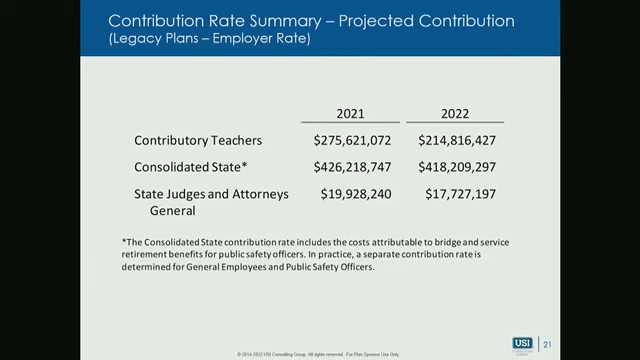 Contribution Rate Summary – Projected Contribution
(Legacy Plans – Employer Rate)
2021 2022
Contributory Teachers $275,621,072 $214,816,427
Consolidated State* $426,218,747 $418,209,297
State Judges and Attorneys $19,928,240 $17,727,197
General
*The Consolidated State contribution rate includes the costs attributable to bridge and service
retirement benefits for public safety officers. In practice, a separate contribution rate is
determined for General Employees and Public Safety Officers.
USI
21
© 2014-2022 USI Consulting Group. All rights reserved. For Plan Sponsor Use Only.